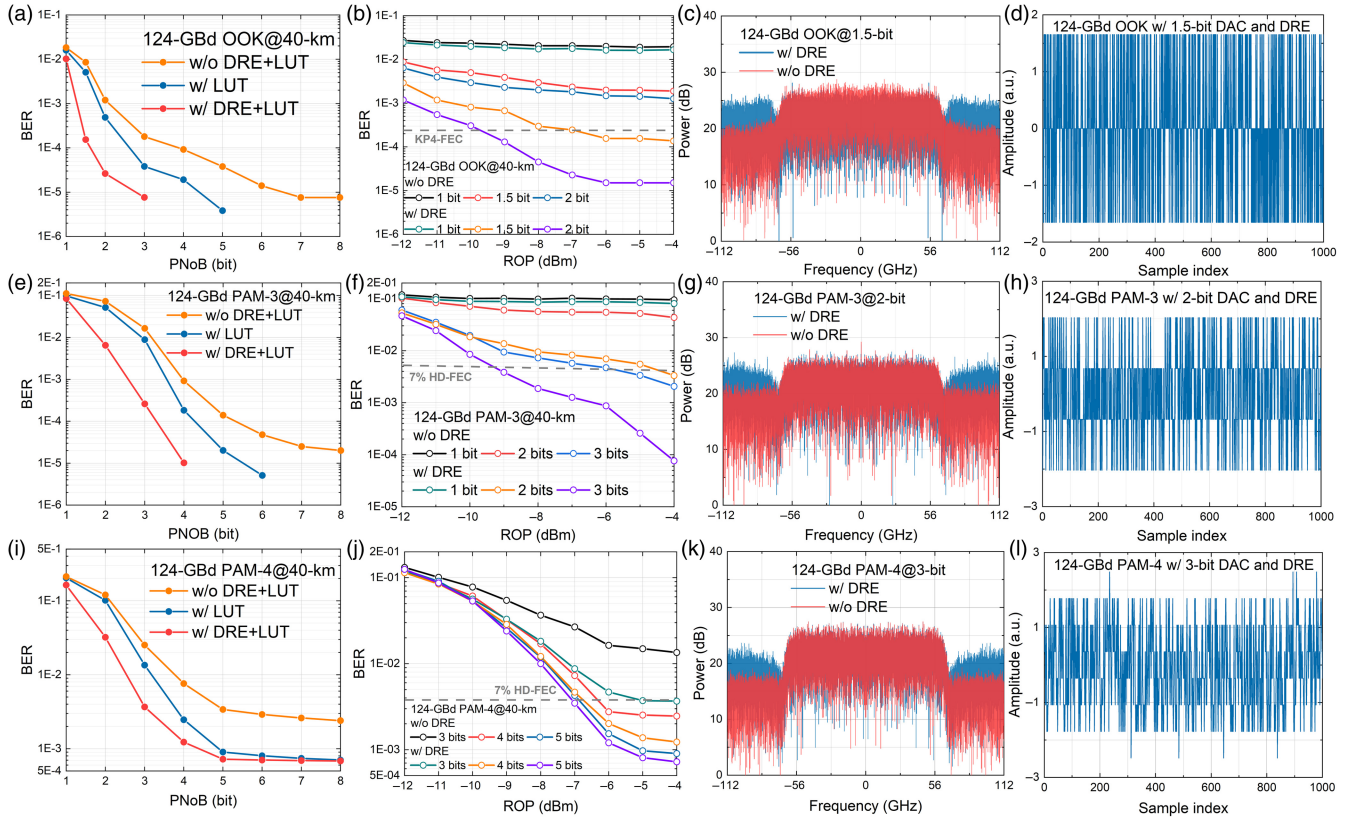 (a)
124-GBd OOK@40-km
w/o DRE+LUT
w/ LUT
w/ DRE+LUT
1E-1
1E-2
1E-3
1E-4
1E-5
1E-6
BER
1 2 3 4 5 6 7 8
PNoB (bit)
(b)
1E-1
1E-2
1E-3
1E-4
1E-5
1E-6
BER
KP4-FEC
124-GBd OOK@40-km
w/o DRE
1 bit 1.5 bit 2 bit
w/ DRE
1 bit 1.5 bit 2 bit
−12 −11 −10 −9 −8 −7 −6 −5 −4
ROP (dBm)
(c)
124-GBd OOK@1.5-bit
w/ DRE
w/o DRE
40
30
20
10
0
Power (dB)
−112 −56 0 56 112
Frequency (GHz)
(d)
124-GBd OOK w/ 1.5-bit DAC and DRE
2
1
0
−1
−2
Amplitude (a.u.)
0 200 400 600 800 1000
Sample index
(e)
124-GBd PAM-3@40-km
w/o DRE+LUT
w/ LUT
w/ DRE+LUT
2E-1
1E-1
1E-2
1E-3
1E-4
1E-5
1E-6
BER
1 2 3 4 5 6 7 8
PNOB (bit)
(f)
2E-01
1E-01
1E-02
1E-03
1E-04
1E-05
BER
7% HD-FEC
124-GBd PAM-3@40-km
w/o DRE
1 bit 2 bits 3 bits
w/ DRE
1 bit 2 bits 3 bits
−12 −11 −10 −9 −8 −7 −6 −5 −4
ROP (dBm)
(g)
124-GBd PAM-3@2-bit
w/ DRE
w/o DRE
40
30
20
10
0
Power (dB)
−112 −56 0 56 112
Frequency (GHz)
(h)
124-GBd PAM-3 w/ 2-bit DAC and DRE
3
1
−1
−3
Amplitude (a.u.)
0 200 400 600 800 1000
Sample index
(i)
124-GBd PAM-4@40-km
w/o DRE+LUT
w/ LUT
w/ DRE+LUT
5E-1
1E-1
1E-2
1E-3
5E-4
BER
1 2 3 4 5 6 7 8
PNoB (bit)
(j)
2E-01
1E-01
1E-02
1E-03
5E-04
BER
7% HD-FEC
124-GBd PAM-4@40-km
w/o DRE
3 bits 4 bits 5 bits
w/ DRE
3 bits 4 bits 5 bits
−12 −11 −10 −9 −8 −7 −6 −5 −4
ROP (dBm)
(k)
124-GBd PAM-4@3-bit
w/ DRE
w/o DRE
40
30
20
10
0
Power (dB)
−112 −56 0 56 112
Frequency (GHz)
(l)
124-GBd PAM-4 w/ 3-bit DAC and DRE
3
1
−1
−3
Amplitude (a.u.)
0 200 400 600 800 1000
Sample index